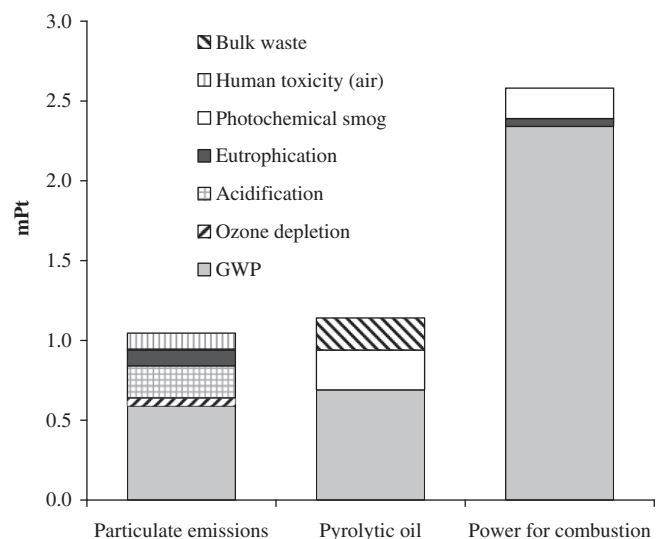 3.0
2.5
2.0
1.5
1.0
0.5
0.0
mPt
Bulk waste
Human toxicity (air)
Photochemical smog
Eutrophication
Acidification
Ozone depletion
GWP
Particulate emissions
Pyrolytic oil
Power for combustion